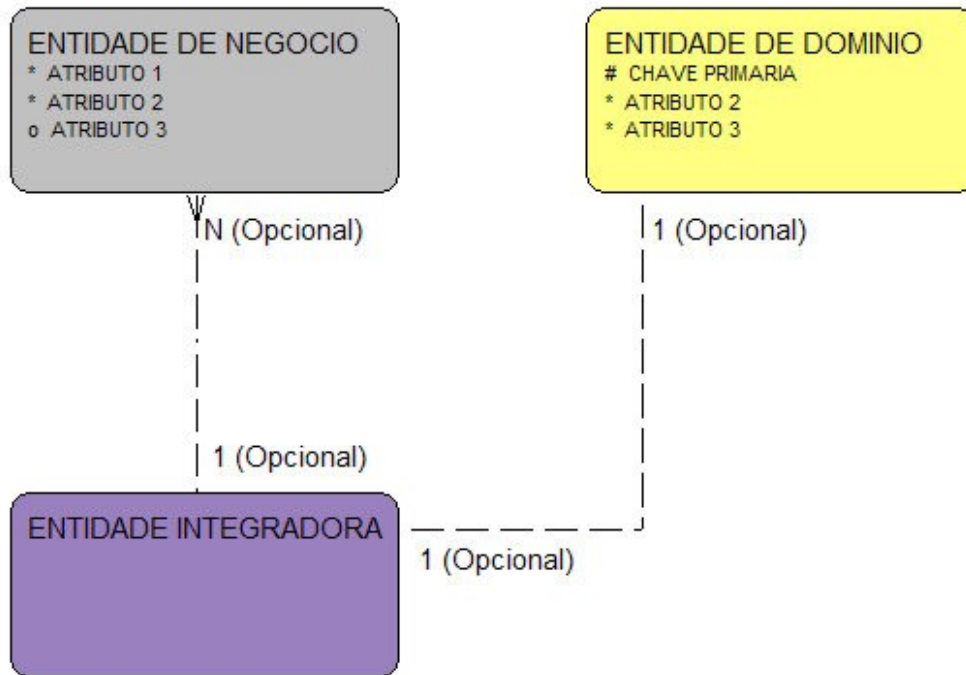 ENTIDADE DE NEGOCIO
* ATRIBUTO 1
* ATRIBUTO 2
o ATRIBUTO 3
ENTIDADE DE DOMINIO
# CHAVE PRIMARIA
* ATRIBUTO 2
* ATRIBUTO 3
N (Opcional)
1 (Opcional)
1 (Opcional)
ENTIDADE INTEGRADORA
1 (Opcional)